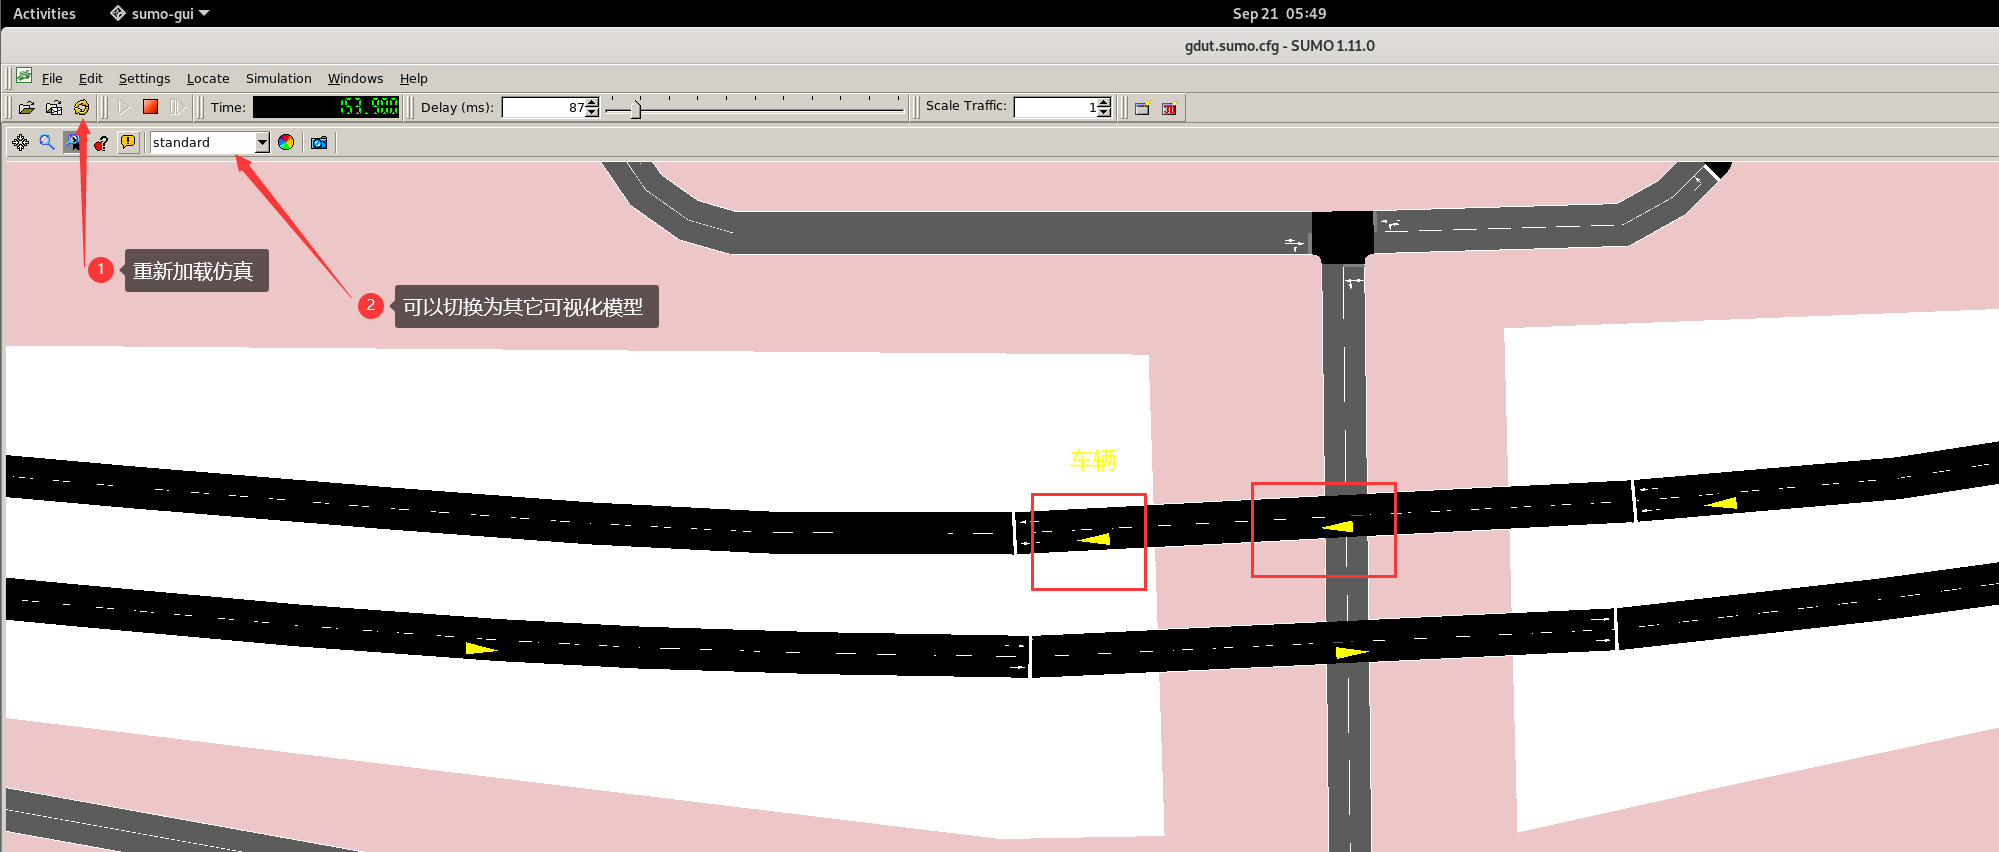 Activities sumo-gui Sep 21 05:49
gdut.sumo.cfg - SUMO 1.11.0
File Edit Settings Locate Simulation Windows Help
Time: 153.900 Delay (ms): 87 Scale Traffic: 1
standard
1 重新加载仿真
2 可以切换为其它可视化模型
车辆